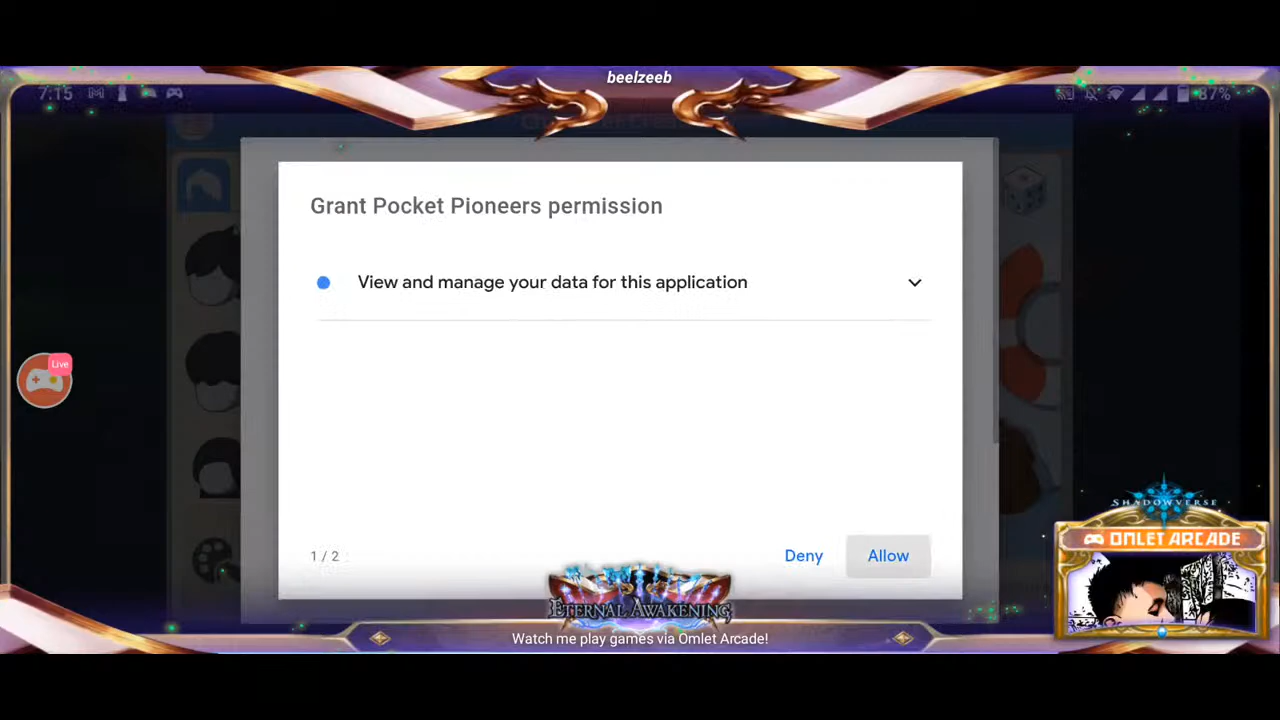 beelzeeb
7:15
87%
Grant Pocket Pioneers permission
View and manage your data for this application
Live
1 / 2
Deny
Allow
SHADOWVERSE
OMLET ARCADE
ETERNAL AWAKENING
Watch me play games via Omlet Arcade!